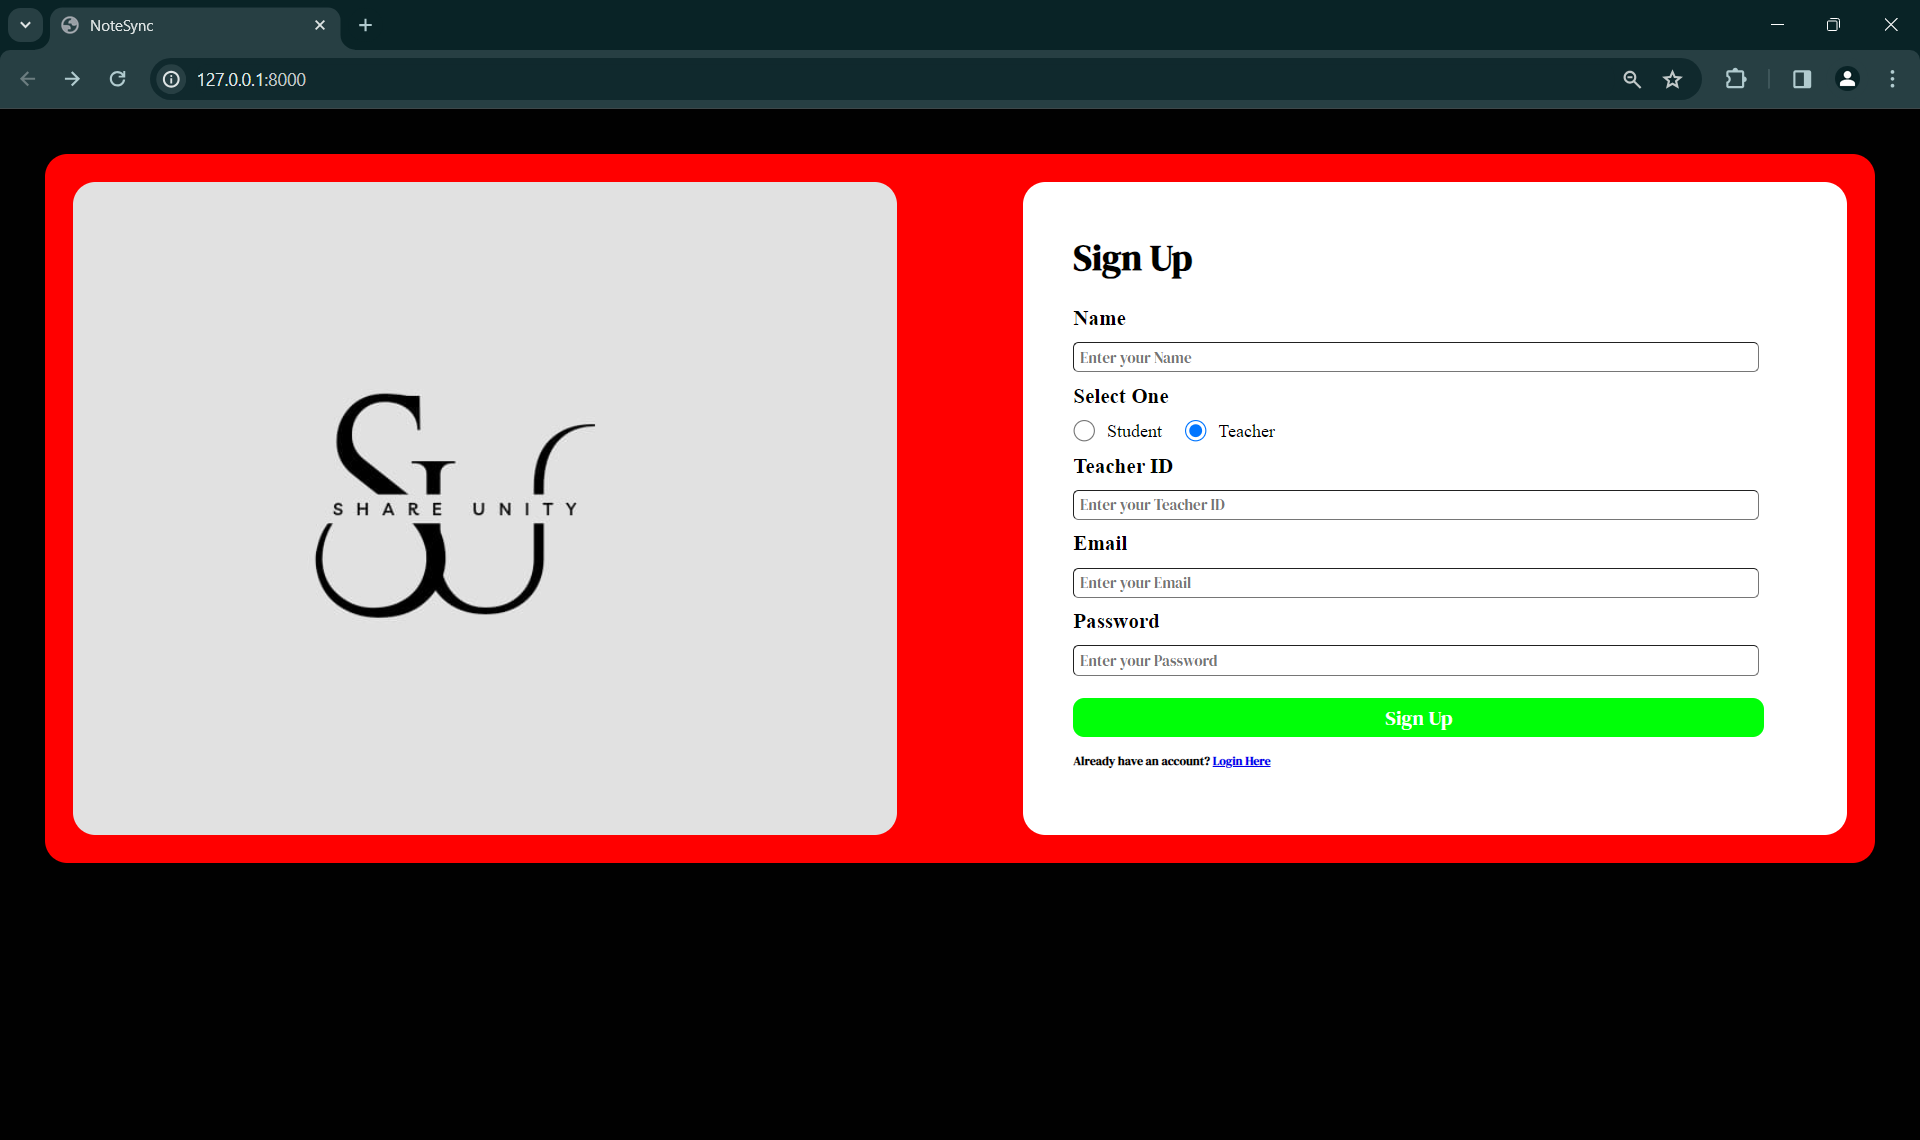 NoteSync
127.0.0.1:8000
SHARE UNITY
Sign Up
Name
Enter your Name
Select One
Student Teacher
Teacher ID
Enter your Teacher ID
Email
Enter your Email
Password
Enter your Password
Sign Up
Already have an account? Login Here